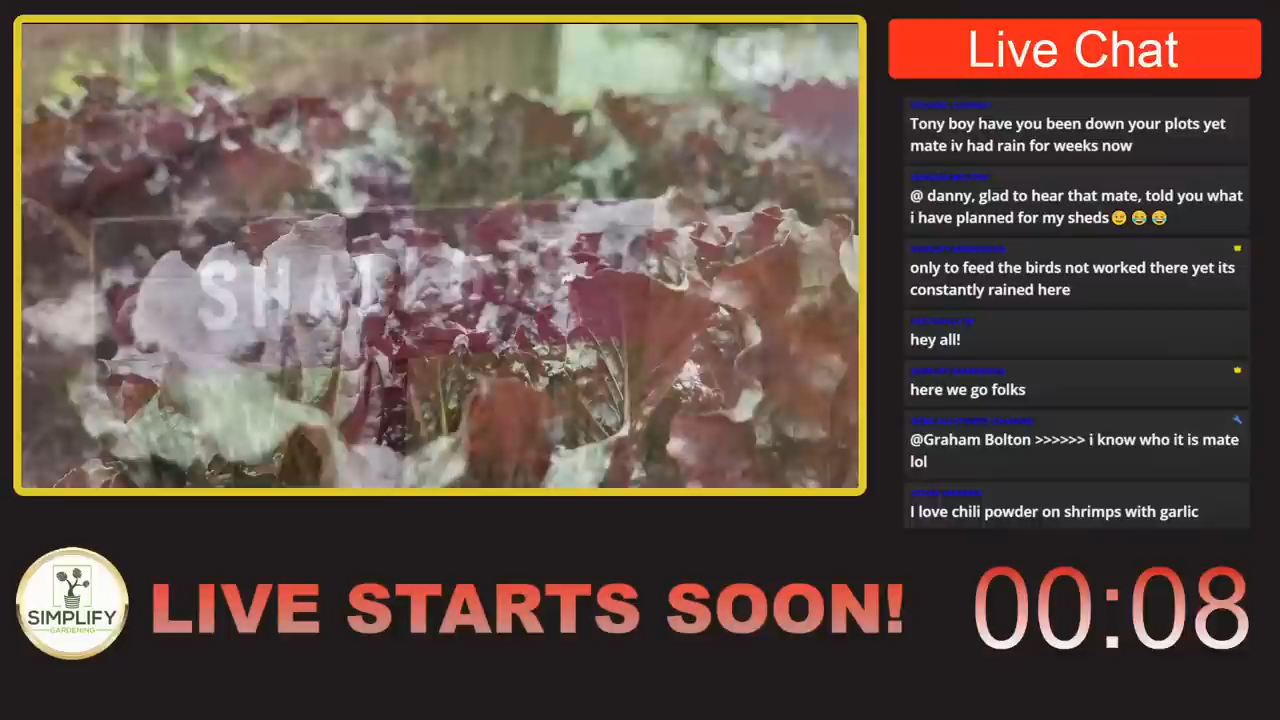 Live Chat
Tony boy have you been down your plots yet
mate iv had rain for weeks now
@ danny, glad to hear that mate, told you what
i have planned for my sheds😐 😂 😂
only to feed the birds not worked there yet its
constantly rained here
hey all!
here we go folks
@Graham Bolton >>>>>> i know who it is mate
lol
I love chili powder on shrimps with garlic
SIMPLIFY
GARDENING
LIVE STARTS SOON!
00:08